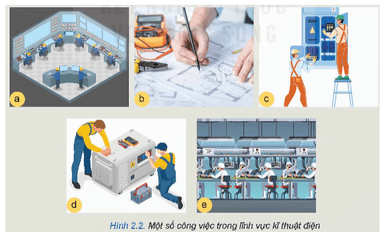 a
b
c
d
e
Hình 2.2. Một số công việc trong lĩnh vực kĩ thuật điện